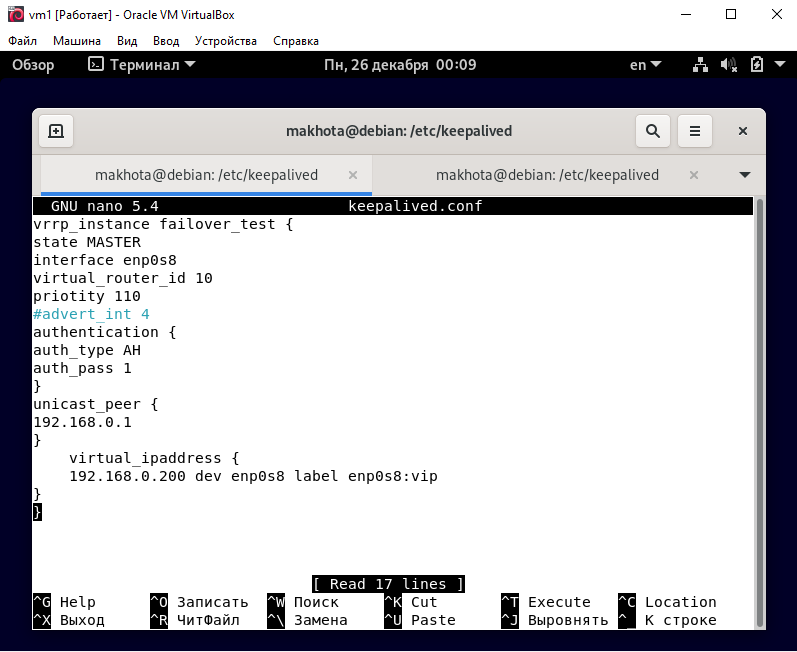 vm1 [Работает] - Oracle VM VirtualBox
Файл Машина Вид Ввод Устройства Справка
Обзор Терминал Пн, 26 декабря 00:09 en
makhota@debian: /etc/keepalived
makhota@debian: /etc/keepalived × makhota@debian: /etc/keepalived ×
GNU nano 5.4 keepalived.conf
vrrp_instance failover_test {
state MASTER
interface enp0s8
virtual_router_id 10
priotity 110
#advert_int 4
authentication {
auth_type AH
auth_pass 1
}
unicast_peer {
192.168.0.1
}
    virtual_ipaddress {
    192.168.0.200 dev enp0s8 label enp0s8:vip
}
}
[ Read 17 lines ]
^G Help ^O Записать ^W Поиск ^K Cut ^T Execute ^C Location
^X Выход ^R ЧитФайл ^\ Замена ^U Paste ^J Выровнять ^_ К строке